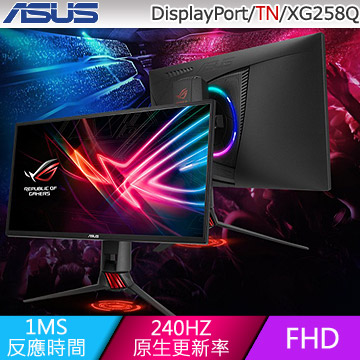 ASUS
DisplayPort/TN/XG258Q
REPUBLIC OF
GAMERS
ASUS
1MS
反應時間
240HZ
原生更新率
FHD